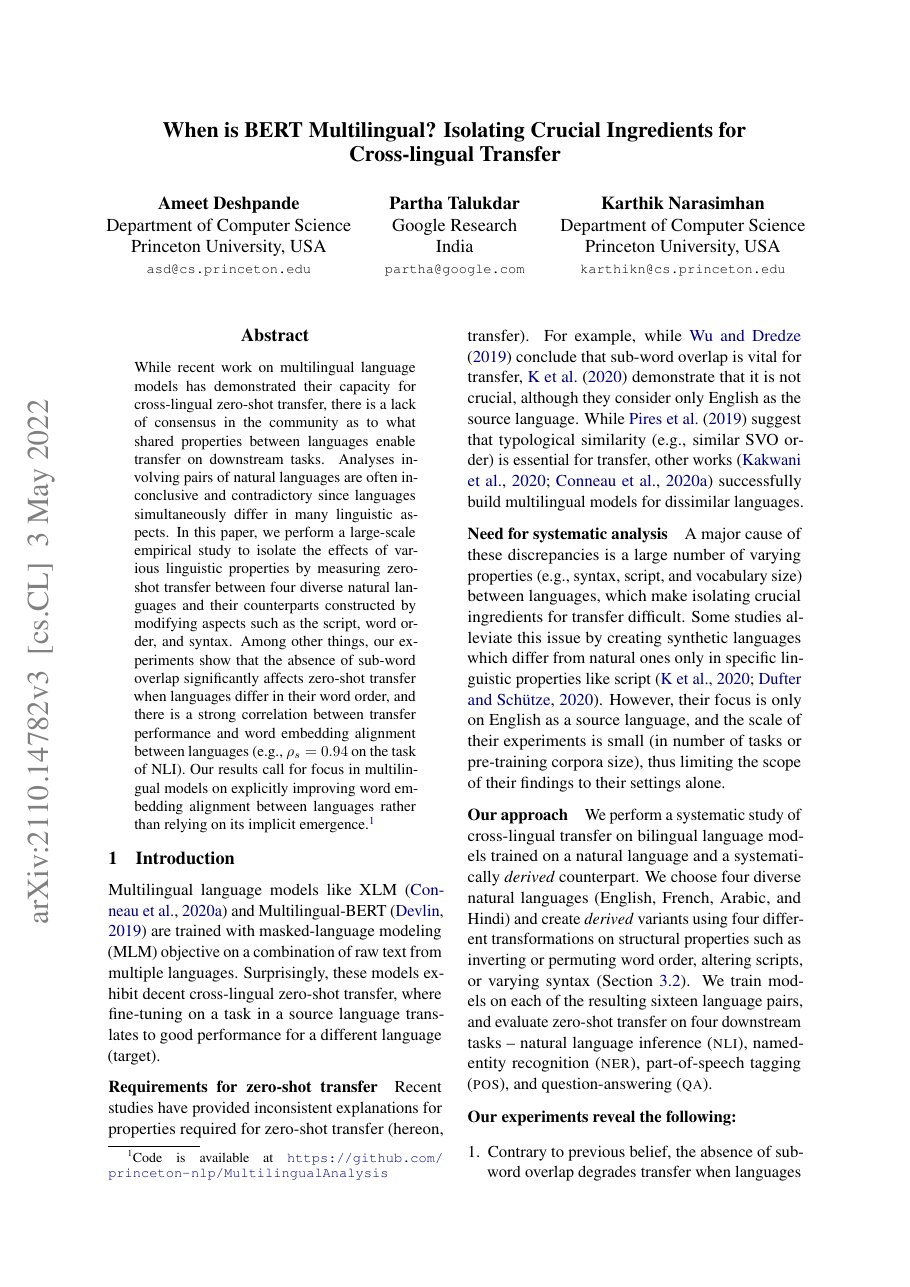 When is BERT Multilingual? Isolating Crucial Ingredients for
Cross-lingual Transfer
Ameet Deshpande
Department of Computer Science
Princeton University, USA
asd@cs.princeton.edu
Partha Talukdar
Google Research
India
partha@google.com
Karthik Narasimhan
Department of Computer Science
Princeton University, USA
karthikn@cs.princeton.edu
arXiv:2110.14782v3 [cs.CL] 3 May 2022
Abstract
While recent work on multilingual language
models has demonstrated their capacity for
cross-lingual zero-shot transfer, there is a lack
of consensus in the community as to what
shared properties between languages enable
transfer on downstream tasks. Analyses in-
volving pairs of natural languages are often in-
conclusive and contradictory since languages
simultaneously differ in many linguistic as-
pects. In this paper, we perform a large-scale
empirical study to isolate the effects of var-
ious linguistic properties by measuring zero-
shot transfer between four diverse natural lan-
guages and their counterparts constructed by
modifying aspects such as the script, word or-
der, and syntax. Among other things, our ex-
periments show that the absence of sub-word
overlap significantly affects zero-shot transfer
when languages differ in their word order, and
there is a strong correlation between transfer
performance and word embedding alignment
between languages (e.g., ρs = 0.94 on the task
of NLI). Our results call for focus in multilin-
gual models on explicitly improving word em-
bedding alignment between languages rather
than relying on its implicit emergence.1
1 Introduction
Multilingual language models like XLM (Con-
neau et al., 2020a) and Multilingual-BERT (Devlin,
2019) are trained with masked-language modeling
(MLM) objective on a combination of raw text from
multiple languages. Surprisingly, these models ex-
hibit decent cross-lingual zero-shot transfer, where
fine-tuning on a task in a source language trans-
lates to good performance for a different language
(target).
Requirements for zero-shot transfer Recent
studies have provided inconsistent explanations for
properties required for zero-shot transfer (hereon,
1Code is available at https://github.com/
princeton-nlp/MultilingualAnalysis
transfer). For example, while Wu and Dredze
(2019) conclude that sub-word overlap is vital for
transfer, K et al. (2020) demonstrate that it is not
crucial, although they consider only English as the
source language. While Pires et al. (2019) suggest
that typological similarity (e.g., similar SVO or-
der) is essential for transfer, other works (Kakwani
et al., 2020; Conneau et al., 2020a) successfully
build multilingual models for dissimilar languages.
Need for systematic analysis A major cause of
these discrepancies is a large number of varying
properties (e.g., syntax, script, and vocabulary size)
between languages, which make isolating crucial
ingredients for transfer difficult. Some studies al-
leviate this issue by creating synthetic languages
which differ from natural ones only in specific lin-
guistic properties like script (K et al., 2020; Dufter
and Schütze, 2020). However, their focus is only
on English as a source language, and the scale of
their experiments is small (in number of tasks or
pre-training corpora size), thus limiting the scope
of their findings to their settings alone.
Our approach We perform a systematic study of
cross-lingual transfer on bilingual language mod-
els trained on a natural language and a systemati-
cally derived counterpart. We choose four diverse
natural languages (English, French, Arabic, and
Hindi) and create derived variants using four differ-
ent transformations on structural properties such as
inverting or permuting word order, altering scripts,
or varying syntax (Section 3.2). We train mod-
els on each of the resulting sixteen language pairs,
and evaluate zero-shot transfer on four downstream
tasks – natural language inference (NLI), named-
entity recognition (NER), part-of-speech tagging
(POS), and question-answering (QA).
Our experiments reveal the following:
1. Contrary to previous belief, the absence of sub-
word overlap degrades transfer when languages